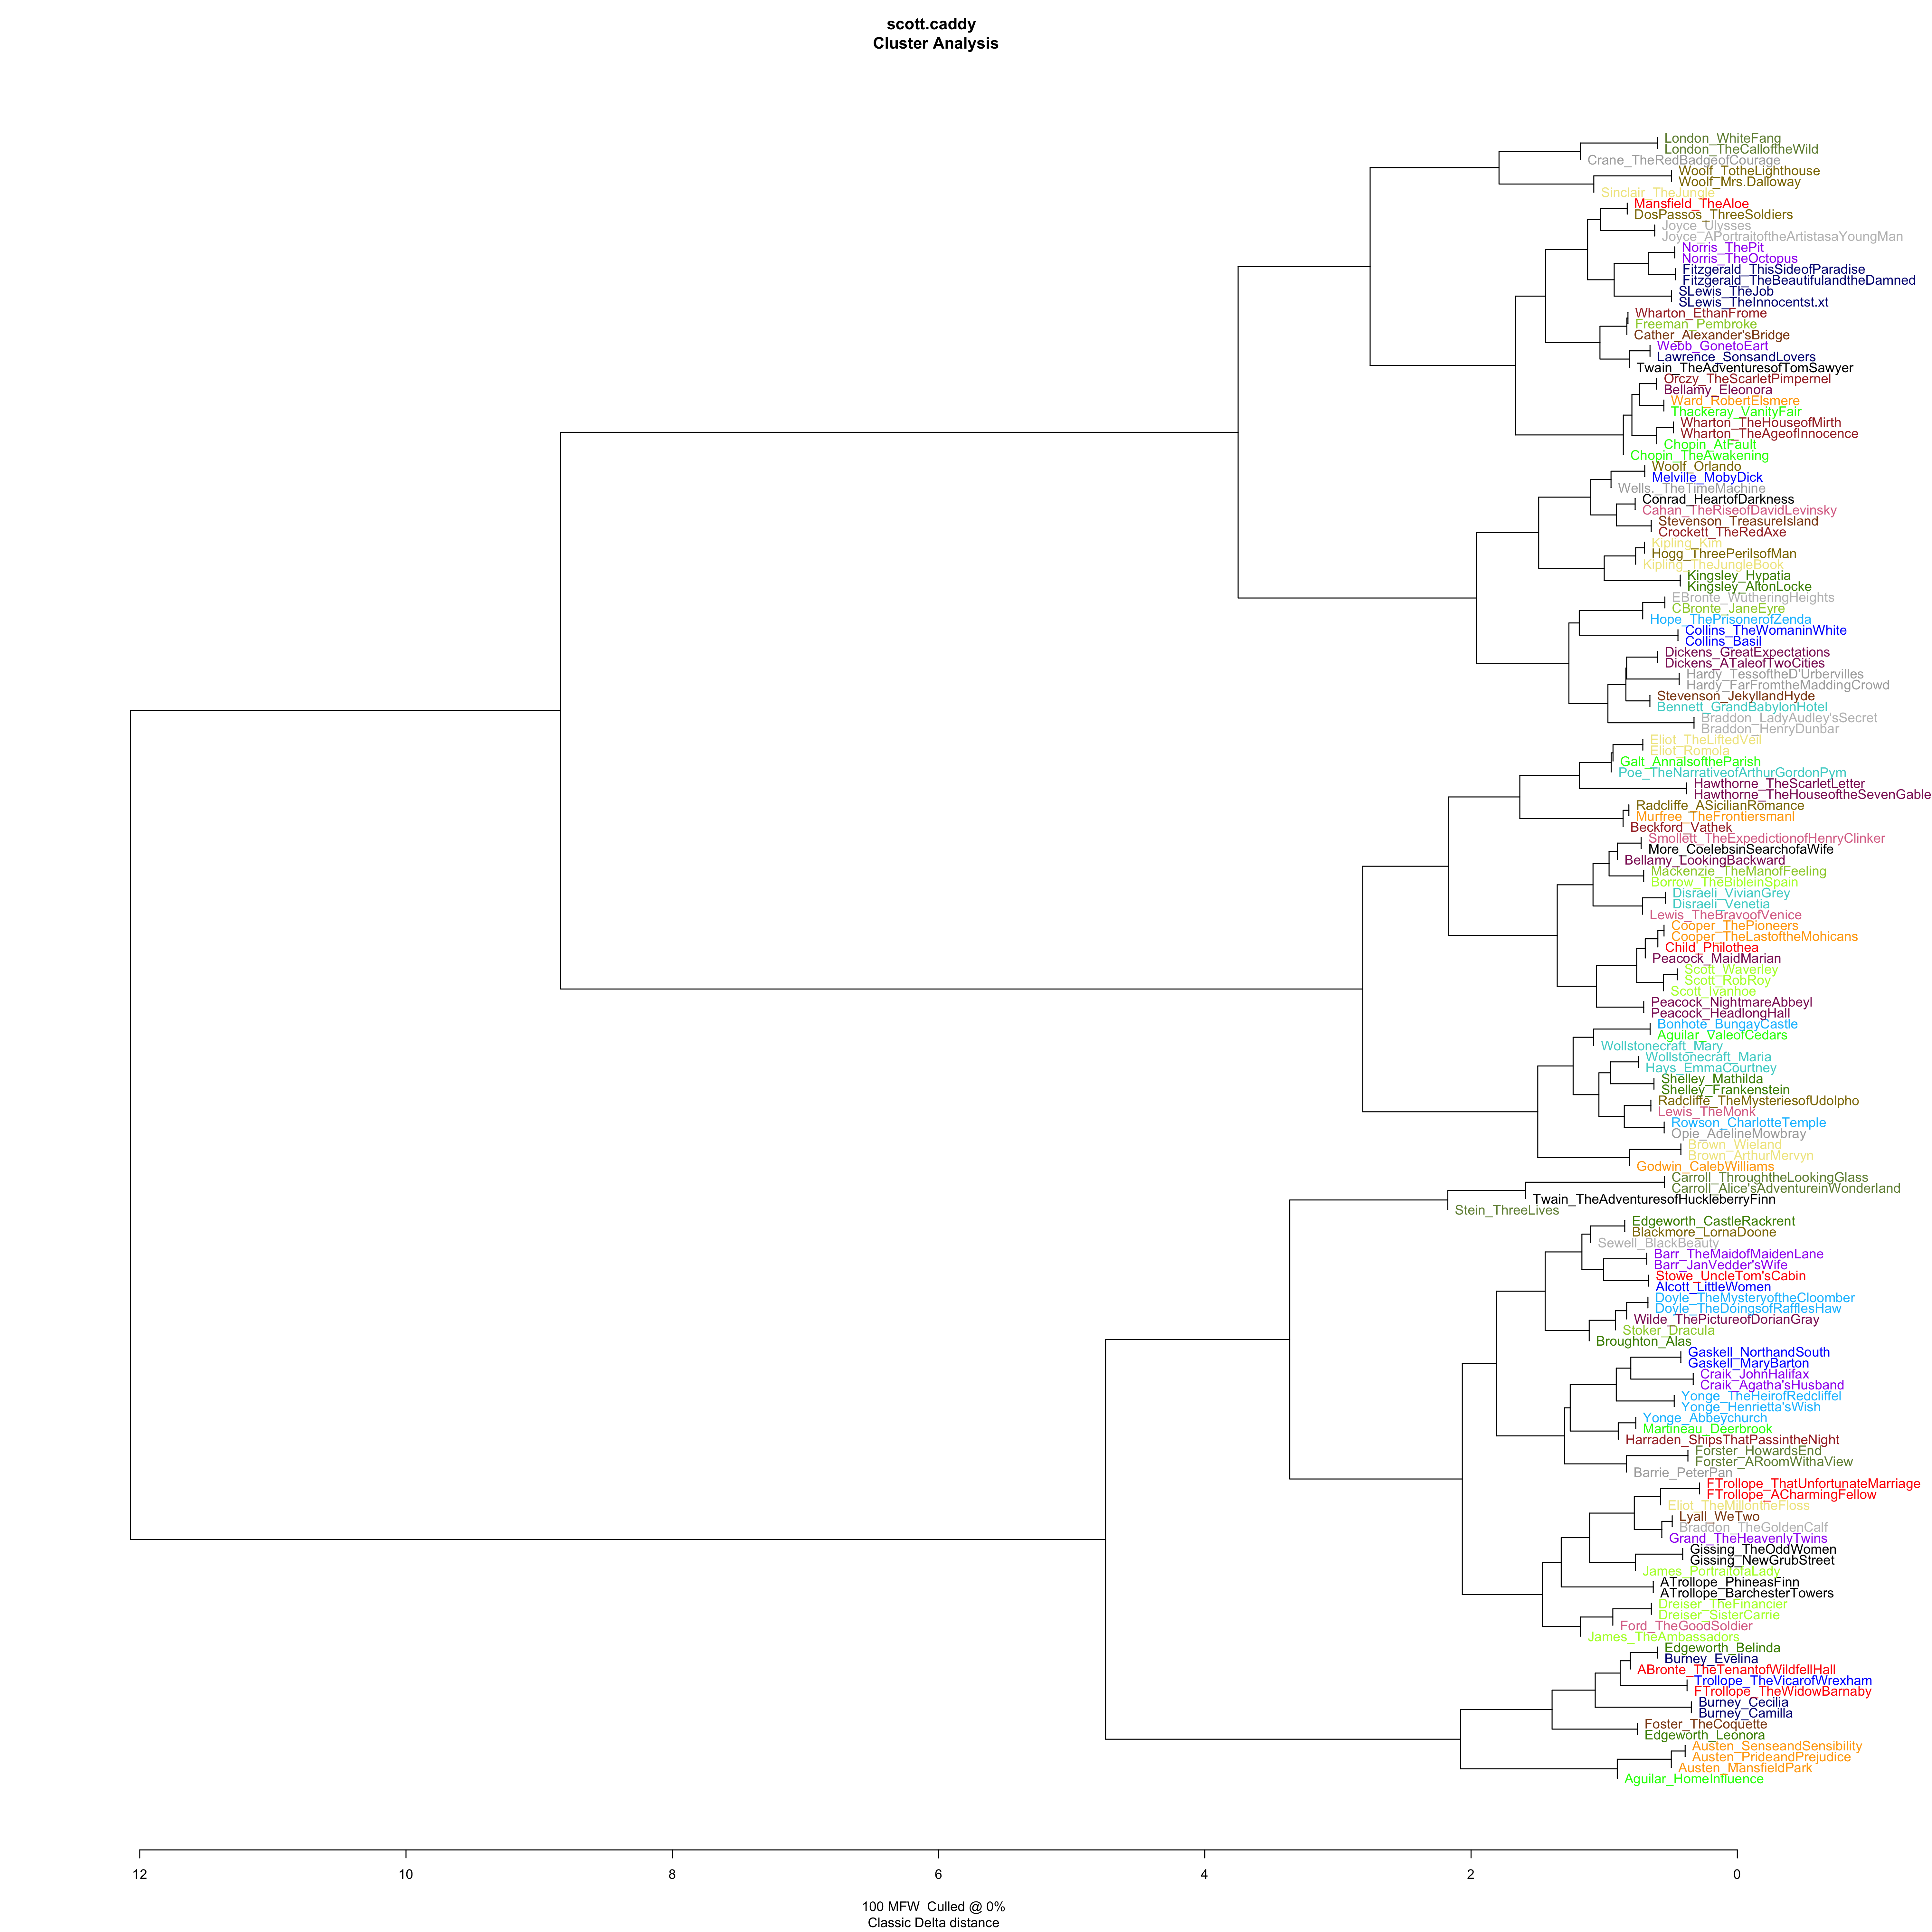 scott.caddy
Cluster Analysis
London_WhiteFang
London_TheCalloftheWild
Crane_TheRedBadgeofCourage
Woolf_TotheLighthouse
Woolf_Mrs.Dalloway
Sinclair_TheJungle
Mansfield_TheAloe
DosPassos_ThreeSoldiers
Joyce_Ulysses
Joyce_APortraitoftheArtistasaYoungMan
Norris_ThePit
Norris_TheOctopus
Fitzgerald_ThisSideofParadise
Fitzgerald_TheBeautifulandtheDamned
SLewis_TheJob
SLewis_TheInnocentst.xt
Wharton_EthanFrome
Freeman_Pembroke
Cather_Alexander'sBridge
Webb_GonetoEart
Lawrence_SonsandLovers
Twain_TheAdventuresofTomSawyer
Orczy_TheScarletPimpernel
Bellamy_Eleonora
Ward_RobertElsmere
Thackeray_VanityFair
Wharton_TheHouseofMirth
Wharton_TheAgeofInnocence
Chopin_AtFault
Chopin_TheAwakening
Woolf_Orlando
Melville_MobyDick
Wells._TheTimeMachine
Conrad_HeartofDarkness
Cahan_TheRiseofDavidLevinsky
Stevenson_TreasureIsland
Crockett_TheRedAxe
Kipling_Kim
Hogg_ThreePerilsofMan
Kipling_TheJungleBook
Kingsley_Hypatia
Kingsley_AltonLocke
EBronte_WutheringHeights
CBronte_JaneEyre
Hope_ThePrisonerofZenda
Collins_TheWomaninWhite
Collins_Basil
Dickens_GreatExpectations
Dickens_ATaleofTwoCities
Hardy_TessoftheD'Urbervilles
Hardy_FarFromtheMaddingCrowd
Stevenson_JekyllandHyde
Bennett_GrandBabylonHotel
Braddon_LadyAudley'sSecret
Braddon_HenryDunbar
Eliot_TheLiftedVeil
Eliot_Romola
Galt_AnnalsoftheParish
Poe_TheNarrativeofArthurGordonPym
Hawthorne_TheScarletLetter
Hawthorne_TheHouseoftheSevenGable
Radcliffe_ASicilianRomance
Murfree_TheFrontiersmanl
Beckford_Vathek
Smollett_TheExpedictionofHenryClinker
More_CoelebsinSearchofaWife
Bellamy_LookingBackward
Mackenzie_TheManofFeeling
Borrow_TheBibleinSpain
Disraeli_VivianGrey
Disraeli_Venetia
Lewis_TheBravoofVenice
Cooper_ThePioneers
Cooper_TheLastoftheMohicans
Child_Philothea
Peacock_MaidMarian
Scott_Waverley
Scott_RobRoy
Scott_Ivanhoe
Peacock_NightmareAbbeyl
Peacock_HeadlongHall
Bonhote_BungayCastle
Aguilar_ValeofCedars
Wollstonecraft_Mary
Wollstonecraft_Maria
Hays_EmmaCourtney
Shelley_Mathilda
Shelley_Frankenstein
Radcliffe_TheMysteriesofUdolpho
Lewis_TheMonk
Rowson_CharlotteTemple
Opie_AdelineMowbray
Brown_Wieland
Brown_ArthurMervyn
Godwin_CalebWilliams
Carroll_ThroughtheLookingGlass
Carroll_Alice'sAdventureinWonderland
Twain_TheAdventuresofHuckleberryFinn
Stein_ThreeLives
Edgeworth_CastleRackrent
Blackmore_LornaDoone
Sewell_BlackBeauty
Barr_TheMaidofMaidenLane
Barr_JanVedder'sWife
Stowe_UncleTom'sCabin
Alcott_LittleWomen
Doyle_TheMysteryoftheCloomber
Doyle_TheDoingsofRafflesHaw
Wilde_ThePictureofDorianGray
Stoker_Dracula
Broughton_Alas
Gaskell_NorthandSouth
Gaskell_MaryBarton
Craik_JohnHalifax
Craik_Agatha'sHusband
Yonge_TheHeirofRedcliffel
Yonge_Henrietta'sWish
Yonge_Abbeychurch
Martineau_Deerbrook
Harraden_ShipsThatPassintheNight
Forster_HowardsEnd
Forster_ARoomWithaView
Barrie_PeterPan
FTrollope_ThatUnfortunateMarriage
FTrollope_ACharmingFellow
Eliot_TheMillontheFloss
Lyall_WeTwo
Braddon_TheGoldenCalf
Grand_TheHeavenlyTwins
Gissing_TheOddWomen
Gissing_NewGrubStreet
James_PortraitofaLady
ATrollope_PhineasFinn
ATrollope_BarchesterTowers
Dreiser_TheFinancier
Dreiser_SisterCarrie
Ford_TheGoodSoldier
James_TheAmbassadors
Edgeworth_Belinda
Burney_Evelina
ABronte_TheTenantofWildfellHall
Trollope_TheVicarofWrexham
FTrollope_TheWidowBarnaby
Burney_Cecilia
Burney_Camilla
Foster_TheCoquette
Edgeworth_Leonora
Austen_SenseandSensibility
Austen_PrideandPrejudice
Austen_MansfieldPark
Aguilar_HomeInfluence
12 10 8 6 4 2 0
100 MFW Culled @ 0%
Classic Delta distance